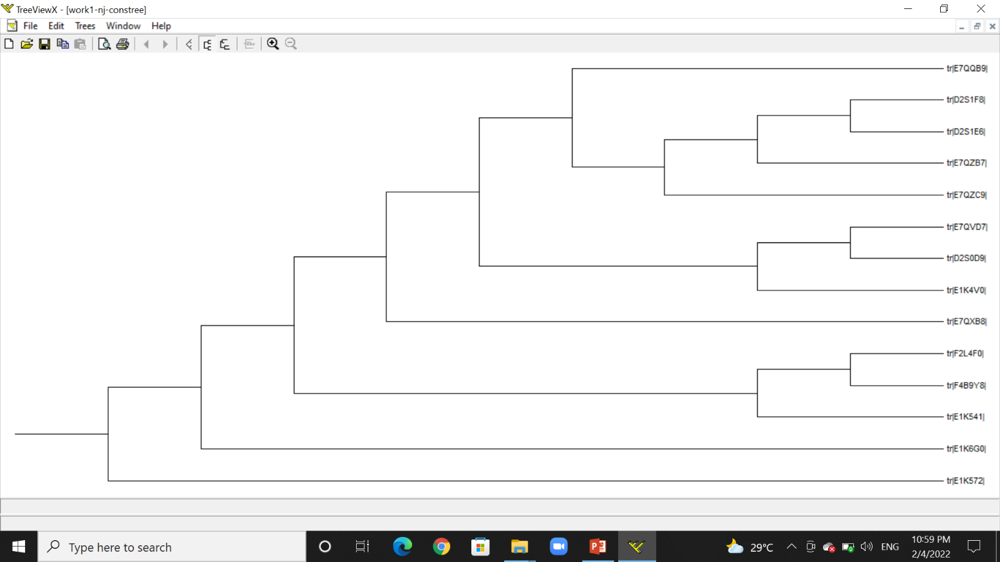 TreeViewX - [work1-nj-constree]
File Edit Trees Window Help
tr|E7QQB9|
tr|D2S1F8|
tr|D2S1E6|
tr|E7QZB7|
tr|E7QZC9|
tr|E7QVD7|
tr|D2S0D9|
tr|E1K4V0|
tr|E7QXB8|
tr|F2L4F0|
tr|F4B9Y8|
tr|E1K541|
tr|E1K6G0|
tr|E1K572|
Type here to search
29°C
ENG
10:59 PM
2/4/2022